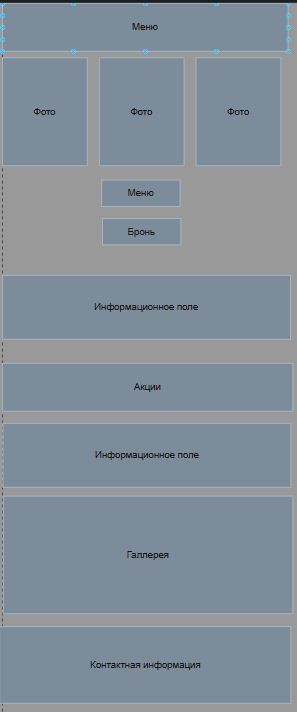 Меню
Фото Фото Фото
Меню
Бронь
Информационное поле
Акции
Информационное поле
Галлерея
Контактная информация